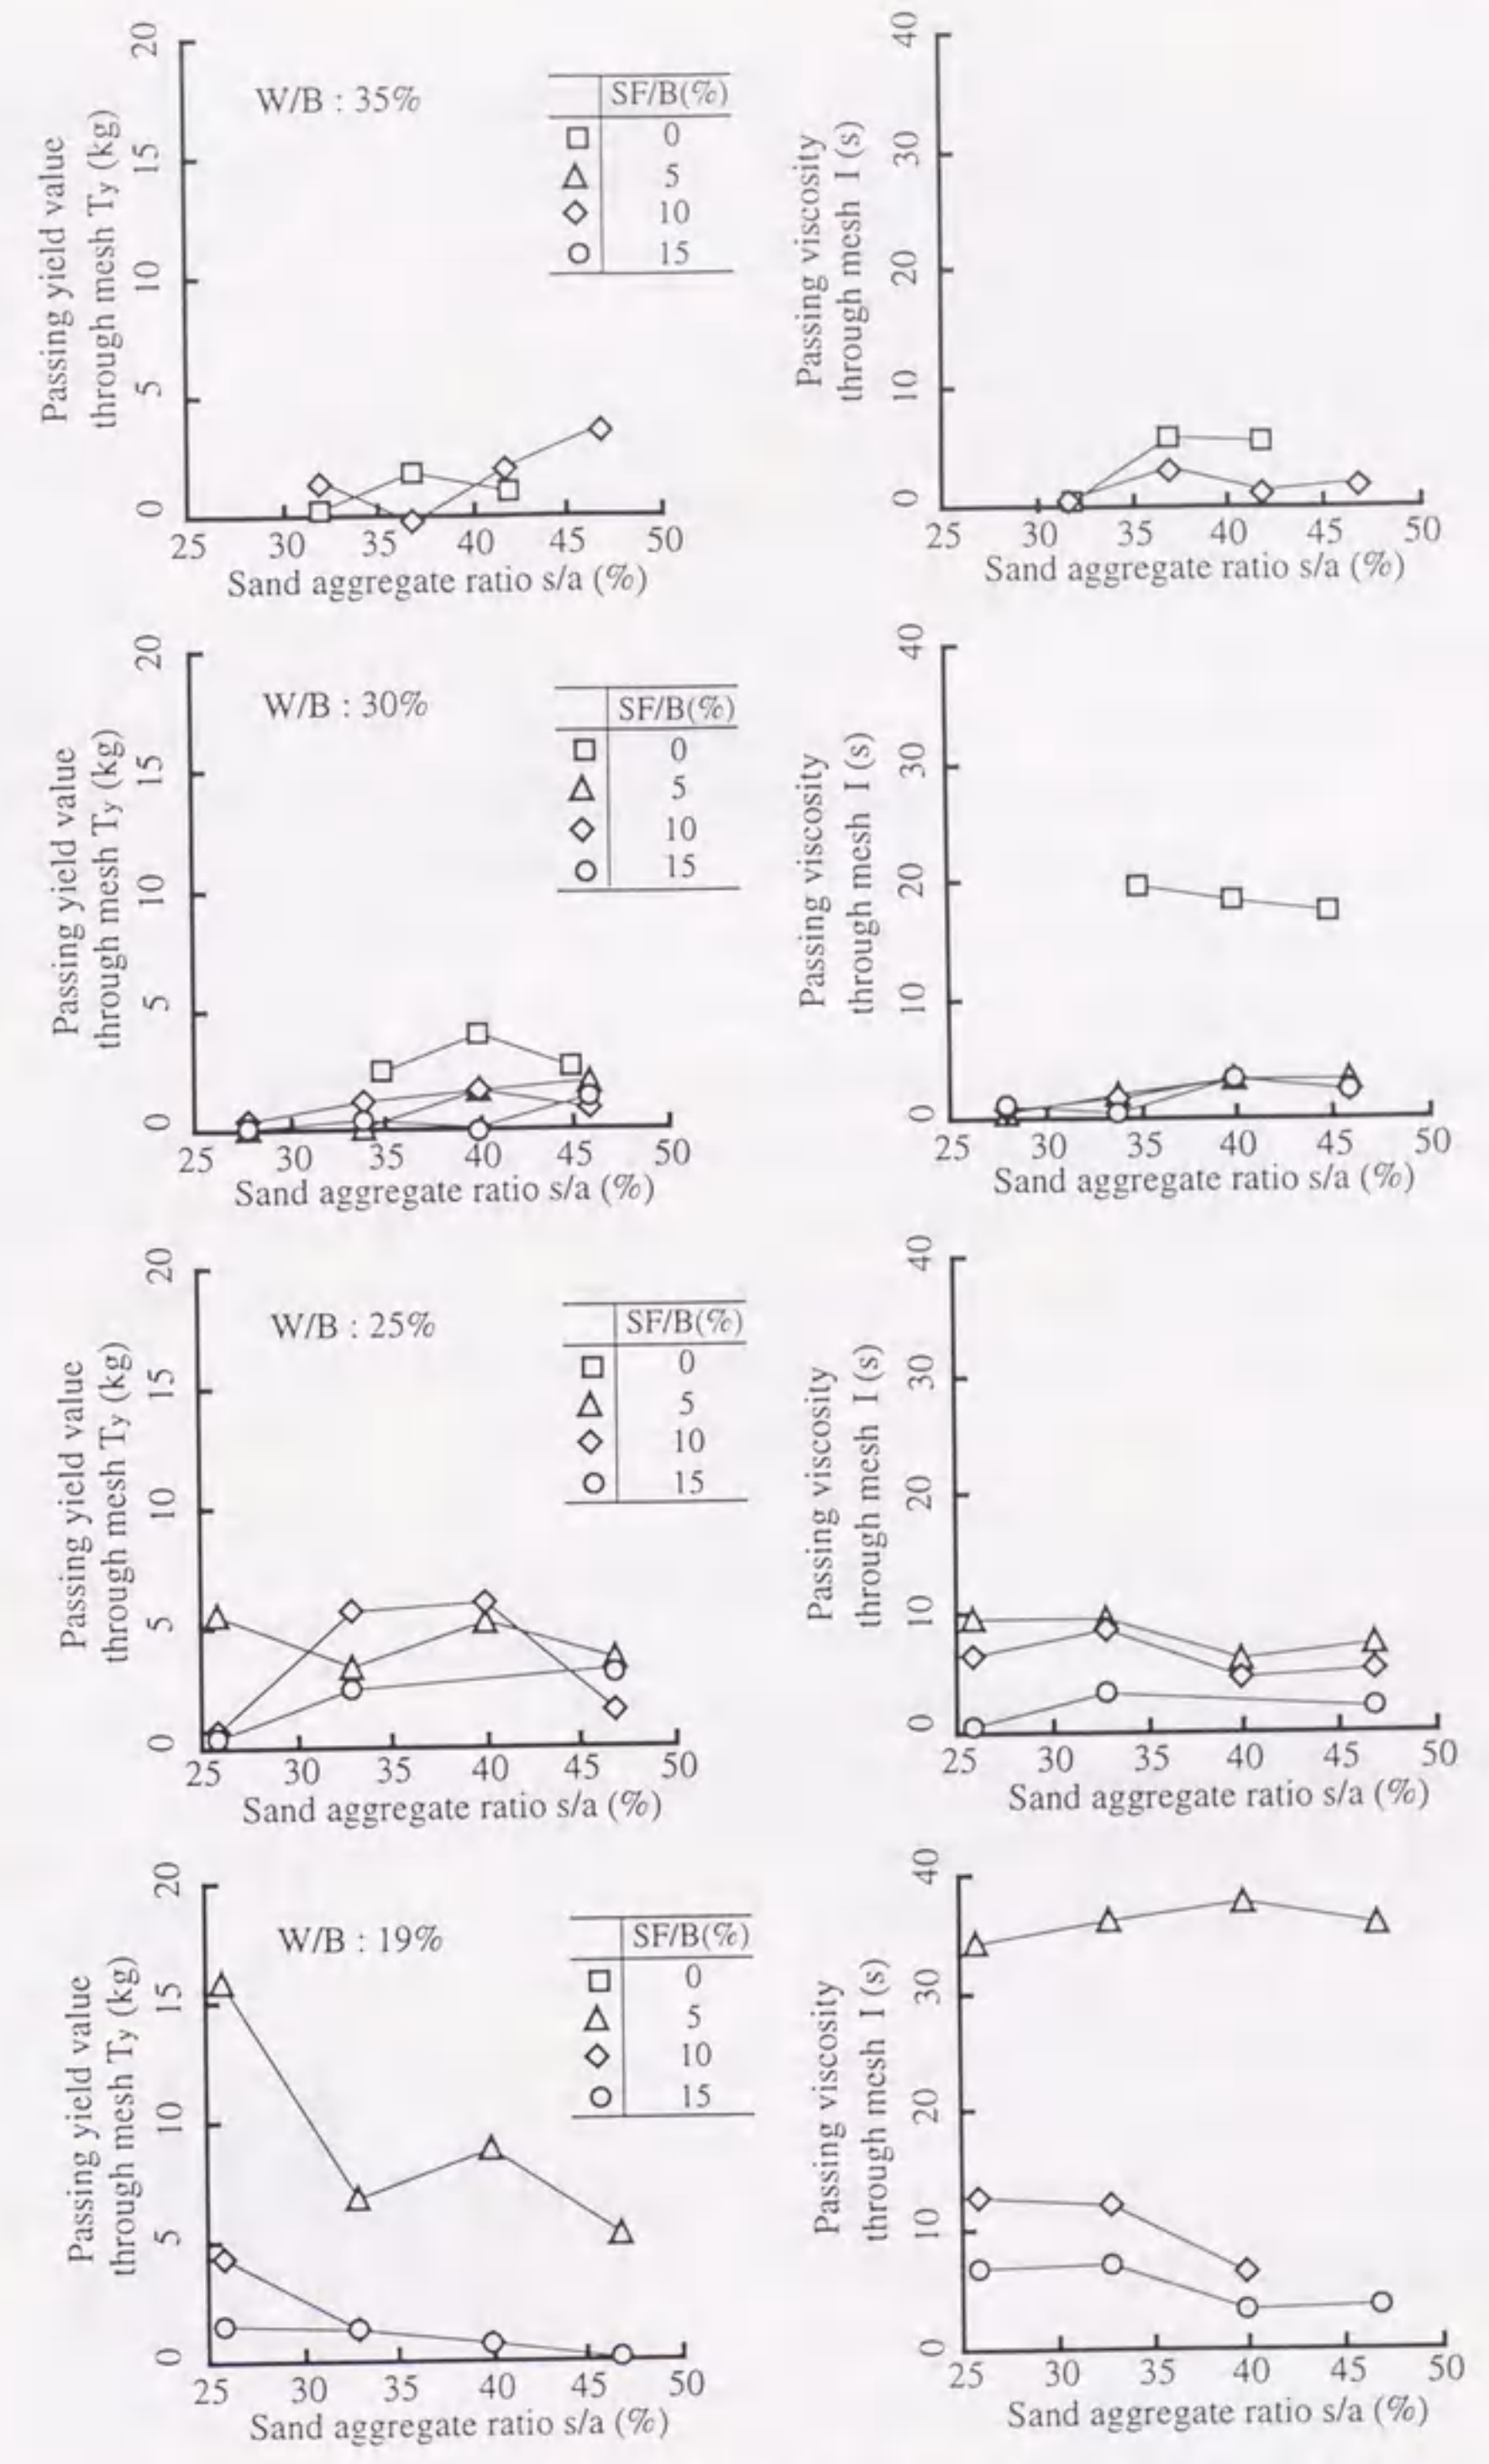 Passing yield value
through mesh Ty (kg)
20
15
10
5
0
W/B : 35%
SF/B(%)
0
5
10
15
25 30 35 40 45 50
Sand aggregate ratio s/a (%)
Passing viscosity
through mesh I (s)
40
30
20
10
0
25 30 35 40 45 50
Sand aggregate ratio s/a (%)
Passing yield value
through mesh Ty (kg)
20
15
10
5
0
W/B : 30%
SF/B(%)
0
5
10
15
25 30 35 40 45 50
Sand aggregate ratio s/a (%)
Passing viscosity
through mesh I (s)
40
30
20
10
0
25 30 35 40 45 50
Sand aggregate ratio s/a (%)
Passing yield value
through mesh Ty (kg)
20
15
10
5
0
W/B : 25%
SF/B(%)
0
5
10
15
25 30 35 40 45 50
Sand aggregate ratio s/a (%)
Passing viscosity
through mesh I (s)
40
30
20
10
0
25 30 35 40 45 50
Sand aggregate ratio s/a (%)
Passing yield value
through mesh Ty (kg)
20
15
10
5
0
W/B : 19%
SF/B(%)
0
5
10
15
25 30 35 40 45 50
Sand aggregate ratio s/a (%)
Passing viscosity
through mesh I (s)
40
30
20
10
0
25 30 35 40 45 50
Sand aggregate ratio s/a (%)